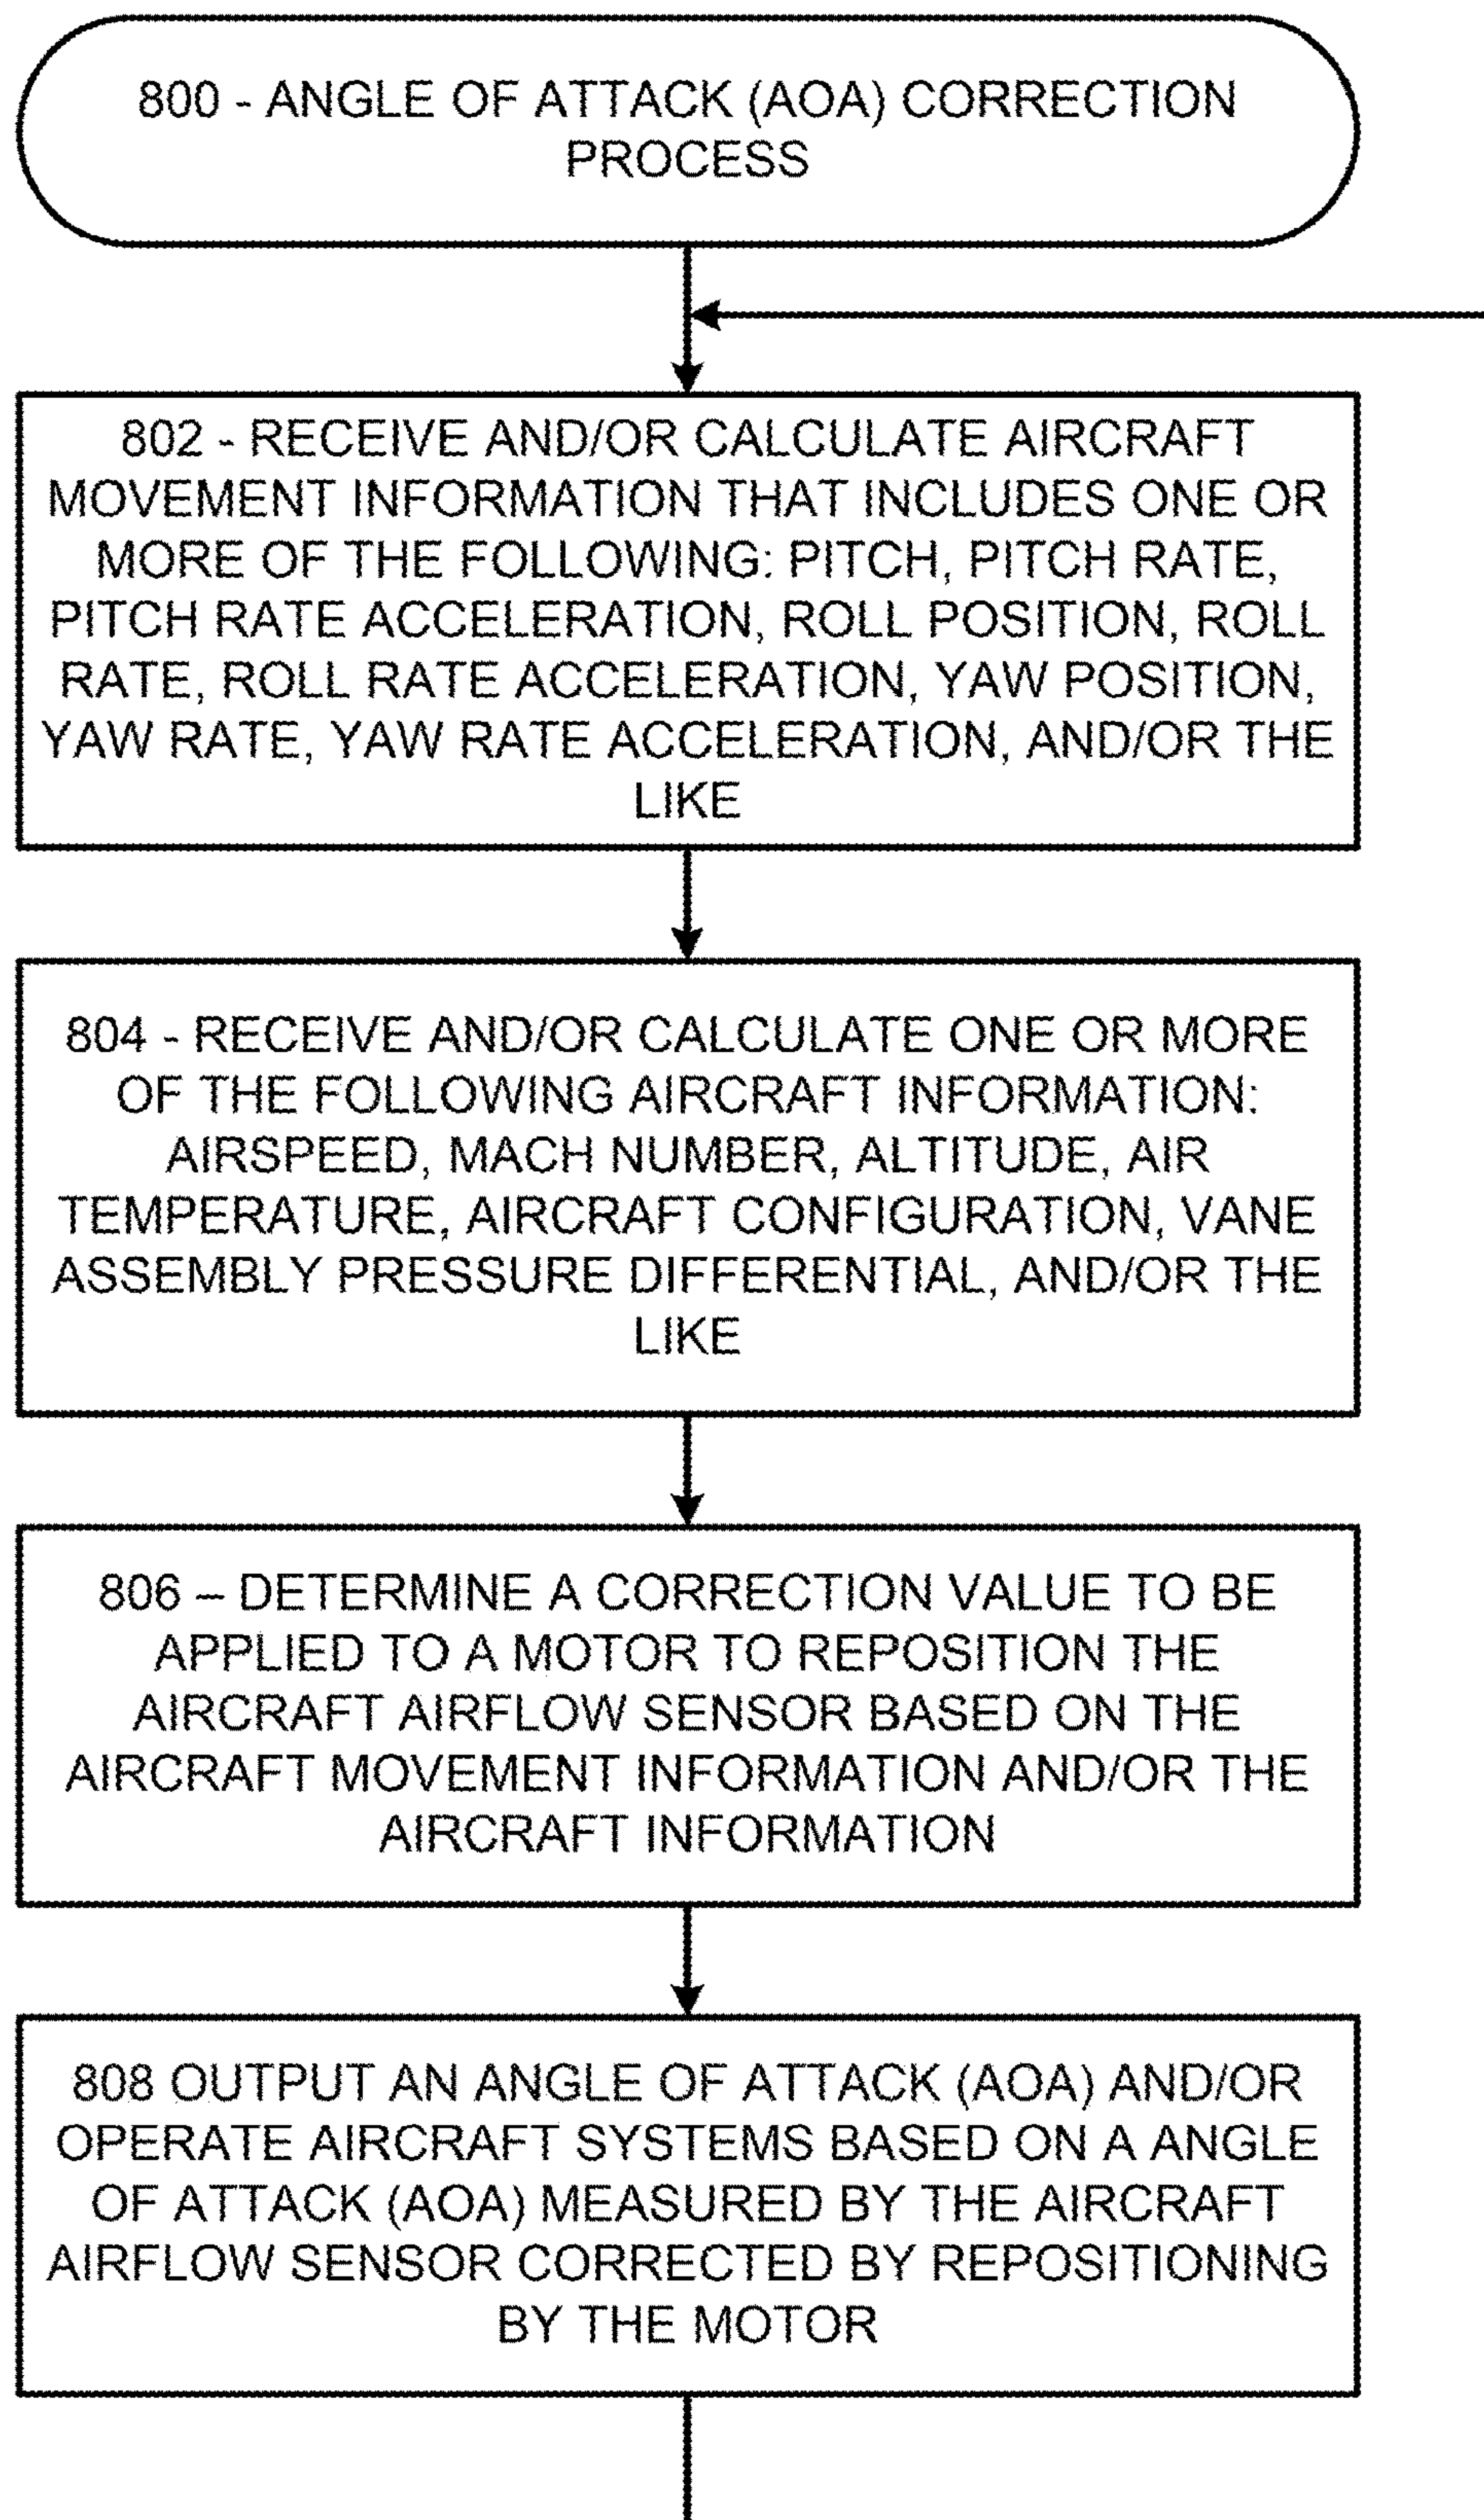 800 - ANGLE OF ATTACK (AOA) CORRECTION
PROCESS
802 - RECEIVE AND/OR CALCULATE AIRCRAFT
MOVEMENT INFORMATION THAT INCLUDES ONE OR
MORE OF THE FOLLOWING: PITCH, PITCH RATE,
PITCH RATE ACCELERATION, ROLL POSITION, ROLL
RATE, ROLL RATE ACCELERATION, YAW POSITION,
YAW RATE, YAW RATE ACCELERATION, AND/OR THE
LIKE
804 - RECEIVE AND/OR CALCULATE ONE OR MORE
OF THE FOLLOWING AIRCRAFT INFORMATION:
AIRSPEED, MACH NUMBER, ALTITUDE, AIR
TEMPERATURE, AIRCRAFT CONFIGURATION, VANE
ASSEMBLY PRESSURE DIFFERENTIAL, AND/OR THE
LIKE
806 – DETERMINE A CORRECTION VALUE TO BE
APPLIED TO A MOTOR TO REPOSITION THE
AIRCRAFT AIRFLOW SENSOR BASED ON THE
AIRCRAFT MOVEMENT INFORMATION AND/OR THE
AIRCRAFT INFORMATION
808 OUTPUT AN ANGLE OF ATTACK (AOA) AND/OR
OPERATE AIRCRAFT SYSTEMS BASED ON A ANGLE
OF ATTACK (AOA) MEASURED BY THE AIRCRAFT
AIRFLOW SENSOR CORRECTED BY REPOSITIONING
BY THE MOTOR